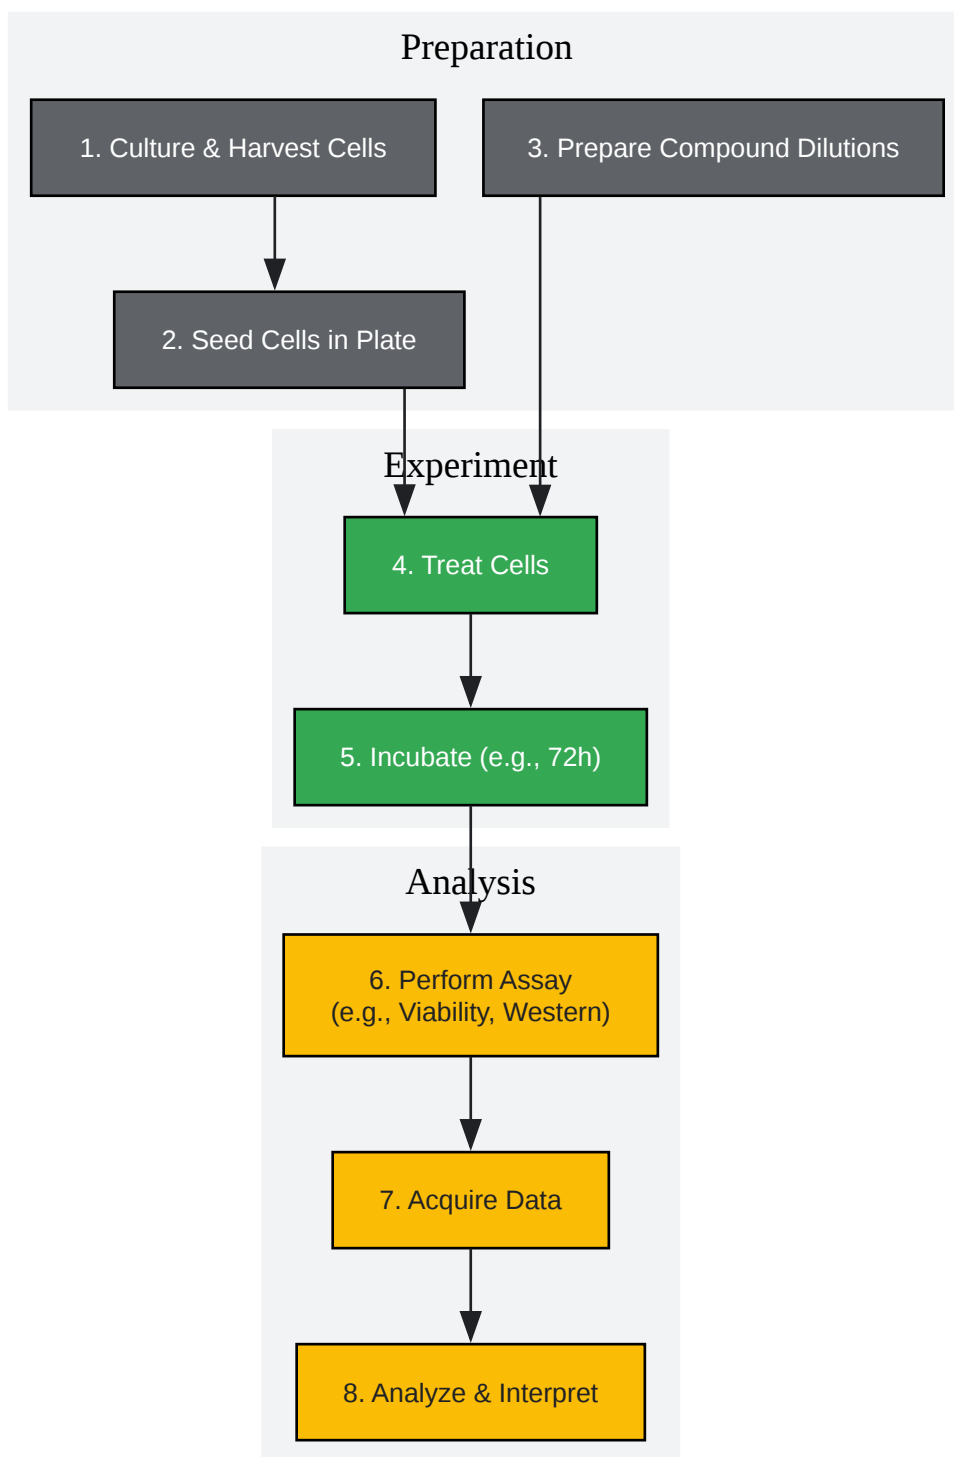 Preparation
1. Culture & Harvest Cells
3. Prepare Compound Dilutions
2. Seed Cells in Plate
Experiment
4. Treat Cells
5. Incubate (e.g., 72h)
Analysis
6. Perform Assay
(e.g., Viability, Western)
7. Acquire Data
8. Analyze & Interpret